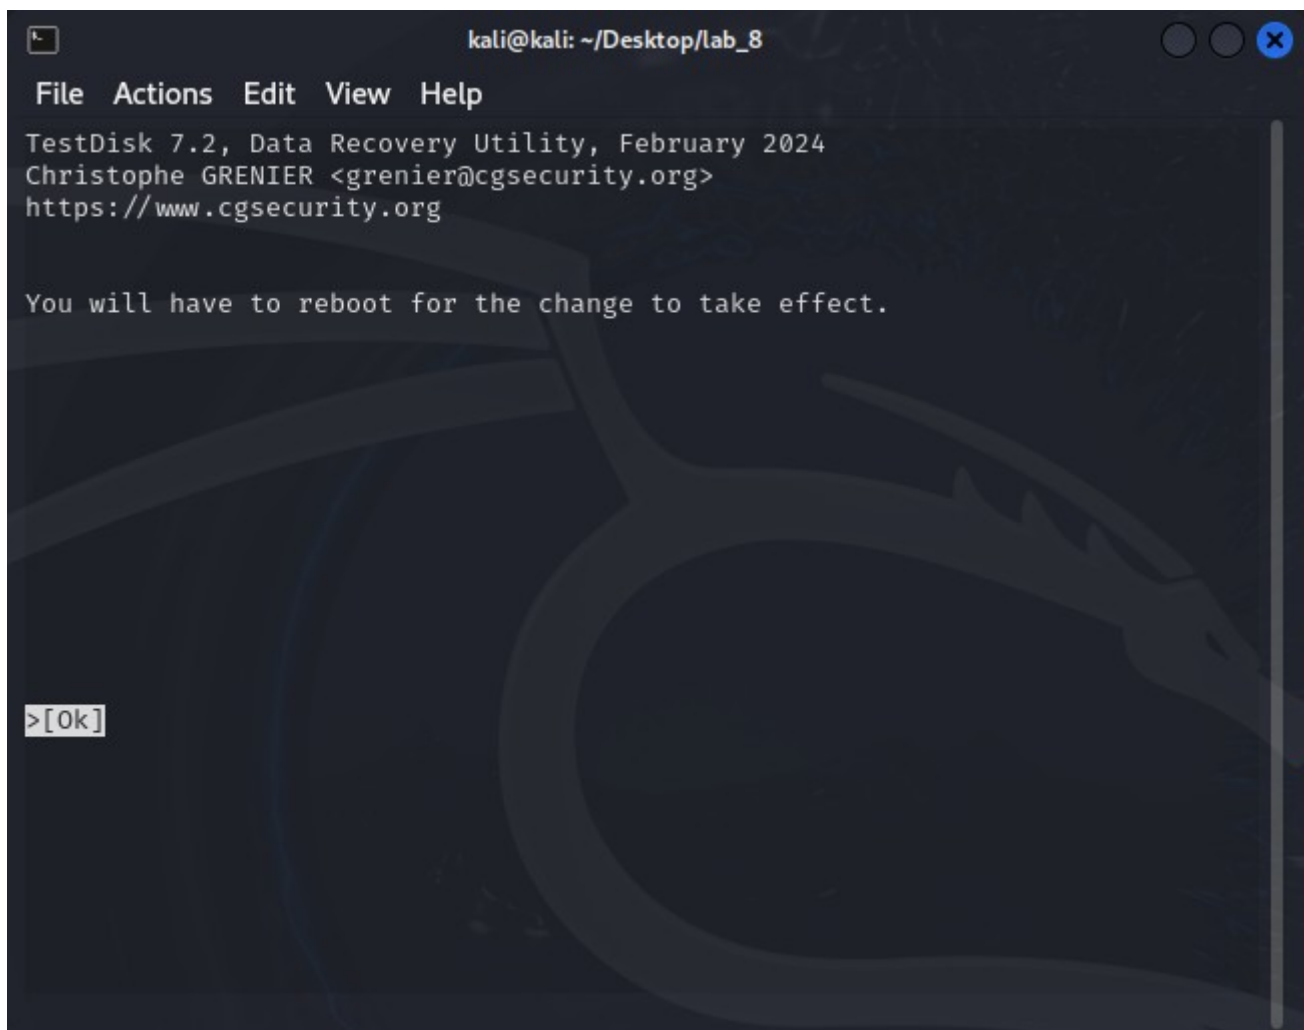 kali@kali: ~/Desktop/lab_8
File Actions Edit View Help
TestDisk 7.2, Data Recovery Utility, February 2024
Christophe GRENIER <grenier@cgsecurity.org>
https://www.cgsecurity.org
You will have to reboot for the change to take effect.
>[Ok]